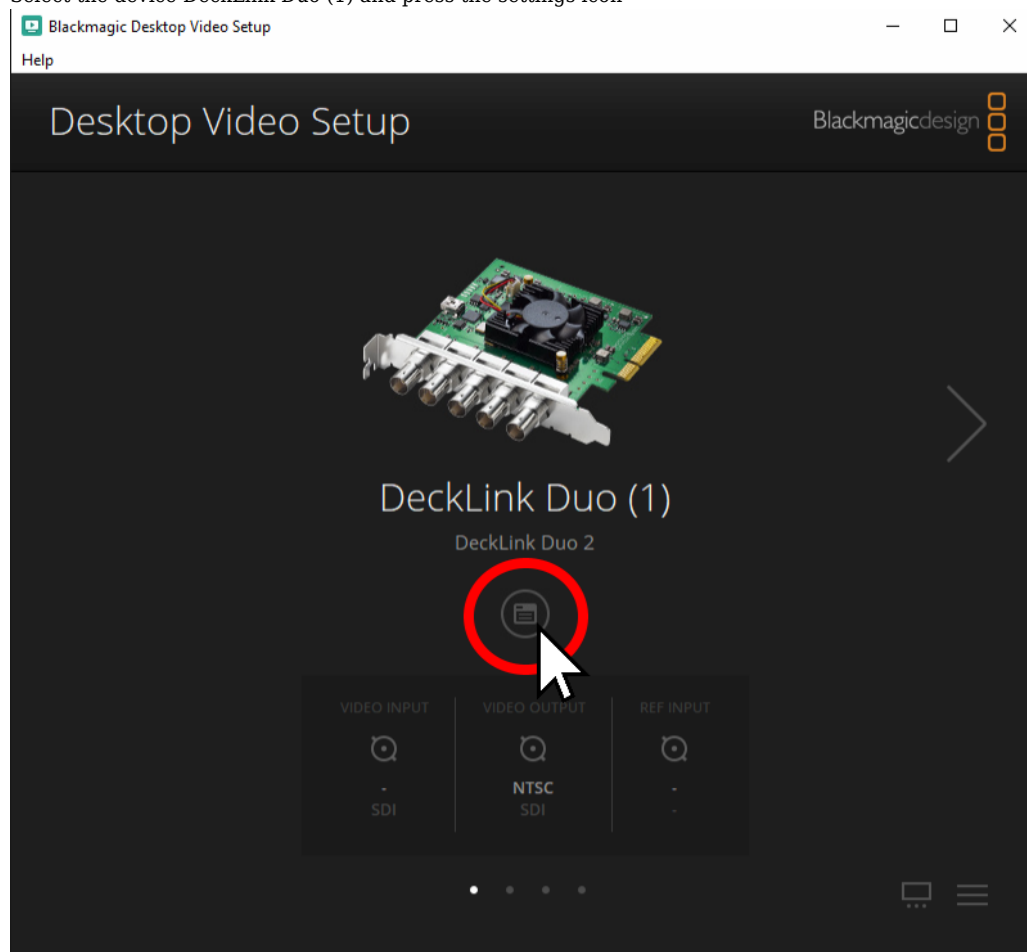 Select the device DeckLink Duo (1) and press the settings icon
Blackmagic Desktop Video Setup
Help
Desktop Video Setup
Blackmagicdesign
DeckLink Duo (1)
DeckLink Duo 2
VIDEO INPUT VIDEO OUTPUT REF INPUT
- NTSC -
SDI SDI -